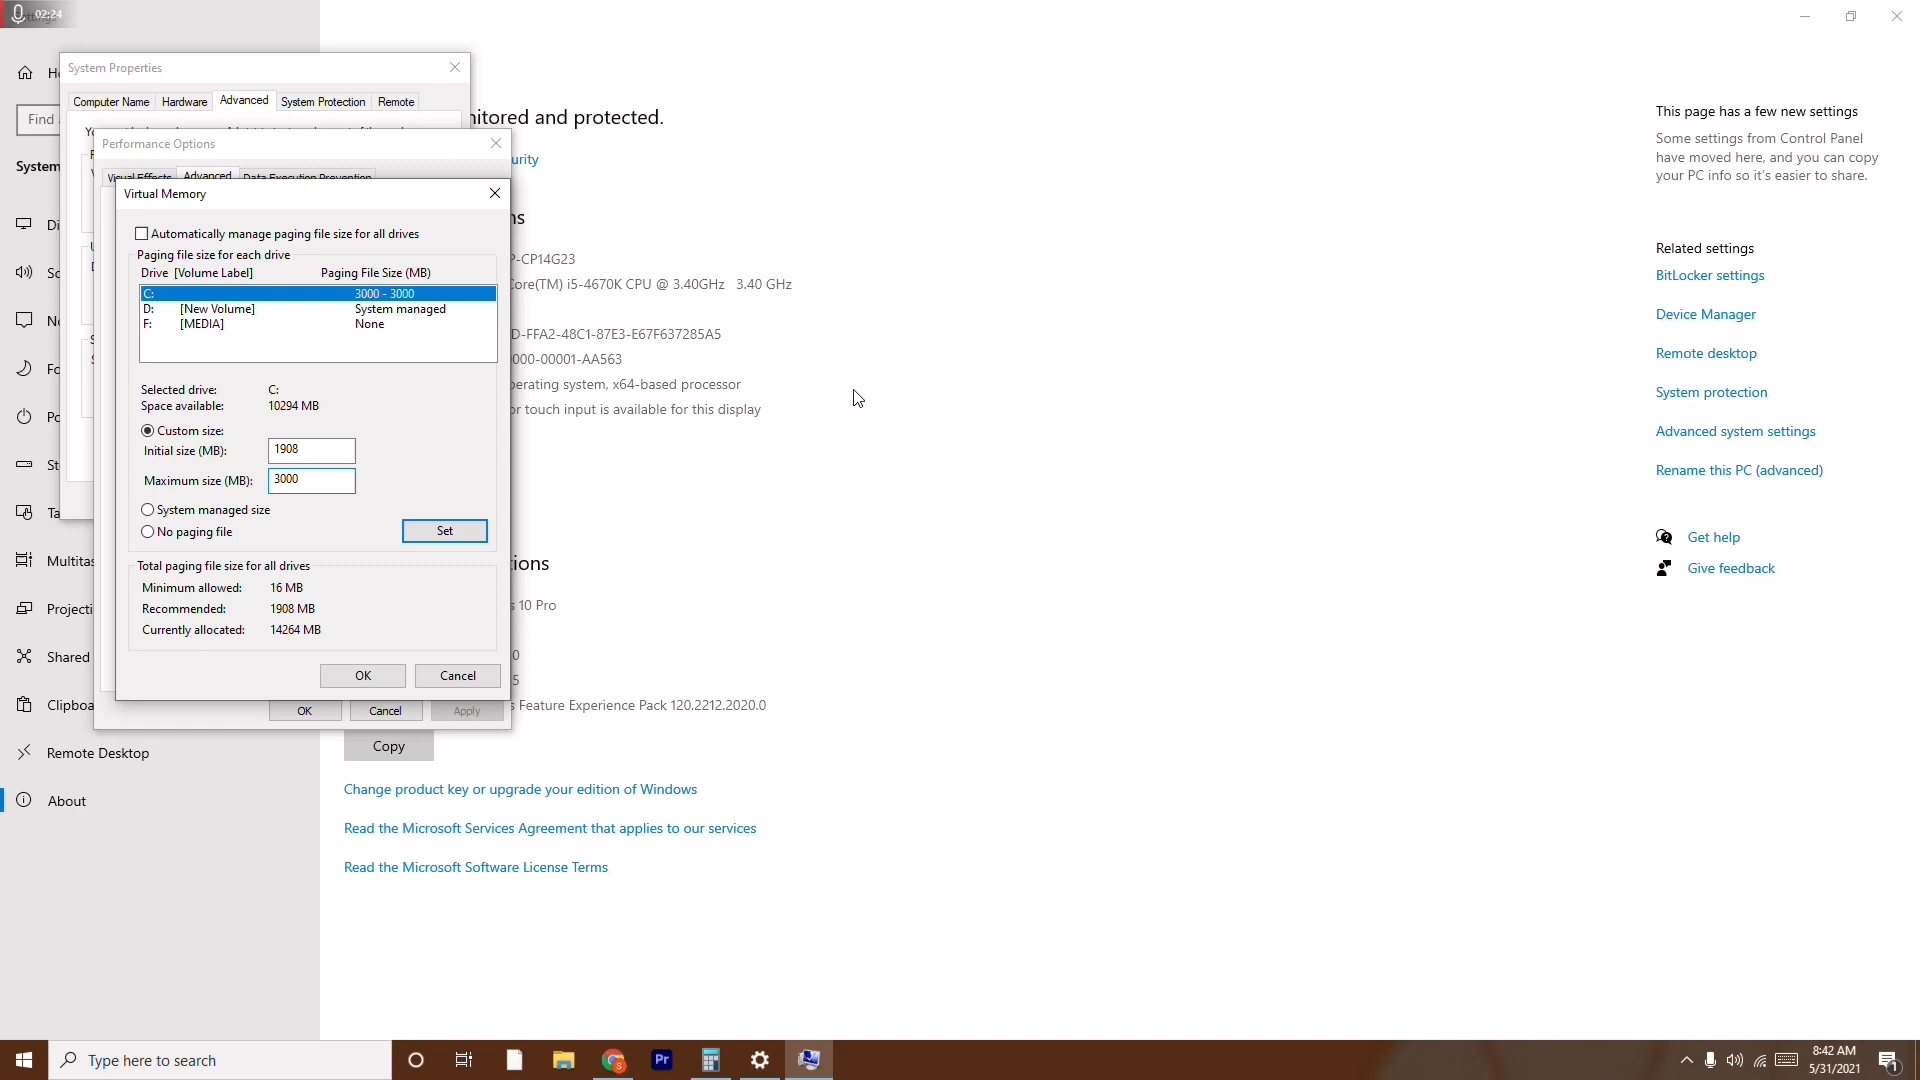 02:24
System Properties
Computer Name Hardware Advanced System Protection Remote
Find
System
Performance Options
Advanced
Virtual Memory
Automatically manage paging file size for all drives
Paging file size for each drive
Drive [Volume Label] Paging File Size (MB)
C: 3000 - 3000
D: [New Volume] System managed
F: [MEDIA] None
Selected drive: C:
Space available: 10294 MB
Custom size:
Initial size (MB): 1908
Maximum size (MB): 3000
System managed size
No paging file
Set
Total paging file size for all drives
Minimum allowed: 16 MB
Recommended: 1908 MB
Currently allocated: 14264 MB
OK Cancel
OK Cancel Apply
Multitas
Projecti
Shared
Clipboa
Remote Desktop
About
nitored and protected.
urity
ns
P-CP14G23
Core(TM) i5-4670K CPU @ 3.40GHz 3.40 GHz
D-FFA2-48C1-87E3-E67F637285A5
000-00001-AA563
perating system, x64-based processor
or touch input is available for this display
tions
s 10 Pro
0
5
s Feature Experience Pack 120.2212.2020.0
Copy
Change product key or upgrade your edition of Windows
Read the Microsoft Services Agreement that applies to our services
Read the Microsoft Software License Terms
This page has a few new settings
Some settings from Control Panel
have moved here, and you can copy
your PC info so it's easier to share.
Related settings
BitLocker settings
Device Manager
Remote desktop
System protection
Advanced system settings
Rename this PC (advanced)
Get help
Give feedback
Type here to search
Pr
8:42 AM
5/31/2021
1